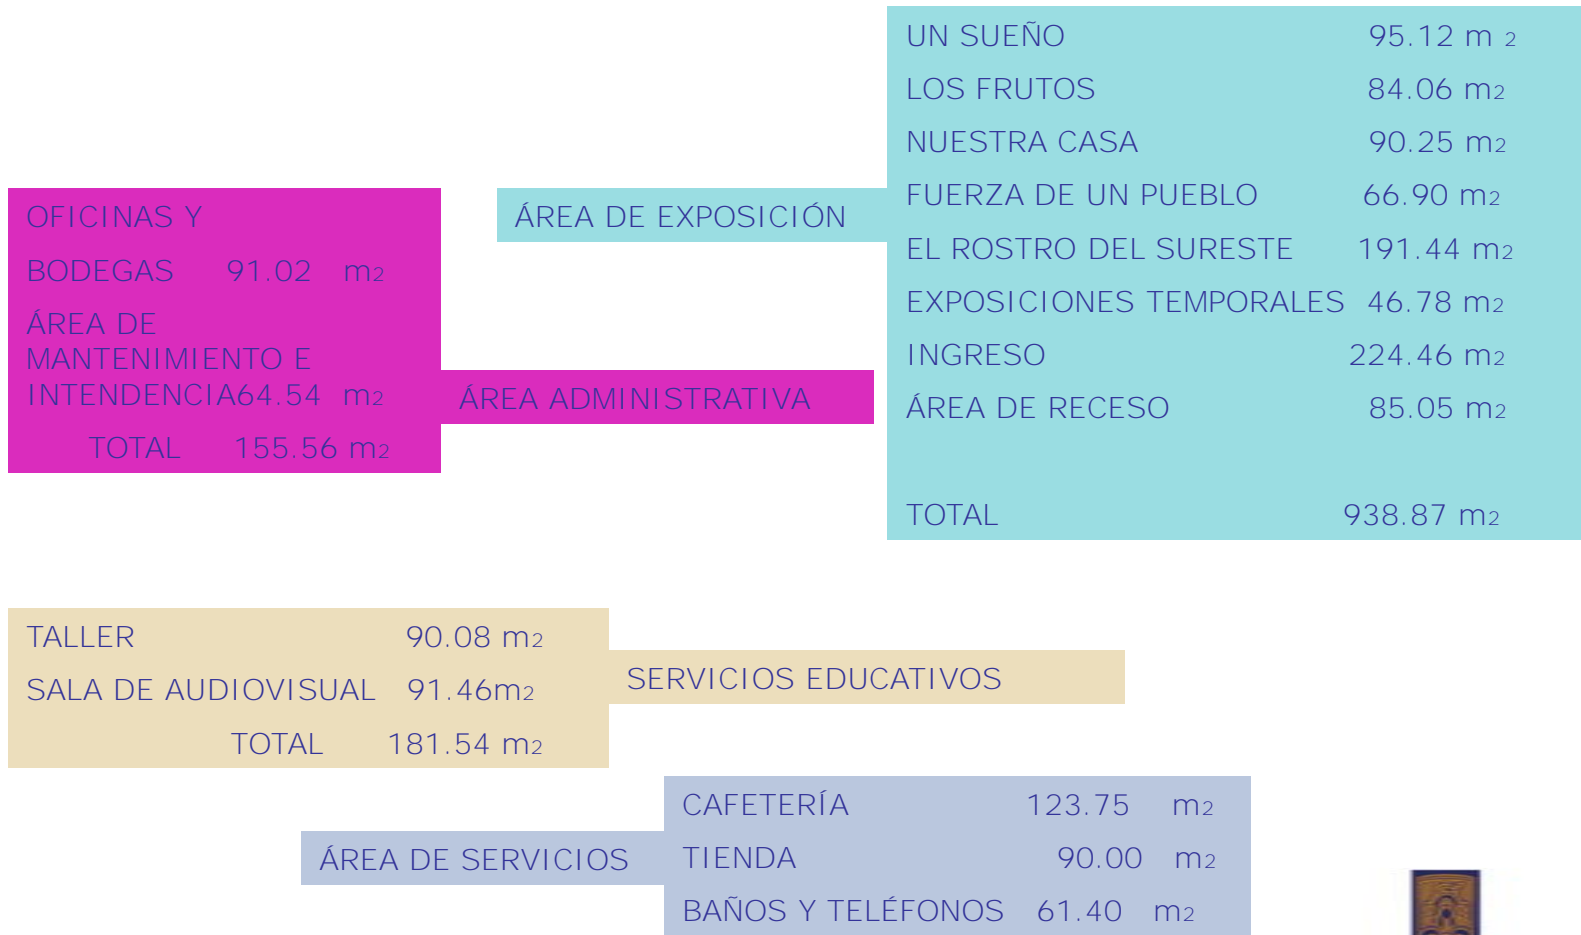 UN SUEÑO 95.12 m 2
LOS FRUTOS 84.06 m2
NUESTRA CASA 90.25 m2
FUERZA DE UN PUEBLO 66.90 m2
EL ROSTRO DEL SURESTE 191.44 m2
EXPOSICIONES TEMPORALES 46.78 m2
INGRESO 224.46 m2
ÁREA DE RECESO 85.05 m2
TOTAL 938.87 m2
ÁREA DE EXPOSICIÓN
OFICINAS Y
BODEGAS 91.02 m2
ÁREA DE
MANTENIMIENTO E
INTENDENCIA64.54 m2
TOTAL 155.56 m2
ÁREA ADMINISTRATIVA
TALLER 90.08 m2
SALA DE AUDIOVISUAL 91.46m2
TOTAL 181.54 m2
SERVICIOS EDUCATIVOS
ÁREA DE SERVICIOS
CAFETERÍA 123.75 m2
TIENDA 90.00 m2
BAÑOS Y TELÉFONOS 61.40 m2